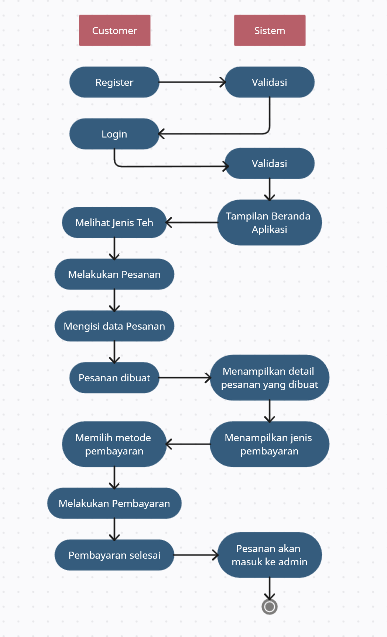 Customer
Sistem
Register
Validasi
Login
Validasi
Tampilan Beranda
Aplikasi
Melihat Jenis Teh
Melakukan Pesanan
Mengisi data Pesanan
Pesanan dibuat
Menampilkan detail
pesanan yang dibuat
Memilih metode
pembayaran
Menampilkan jenis
pembayaran
Melakukan Pembayaran
Pembayaran selesai
Pesanan akan
masuk ke admin